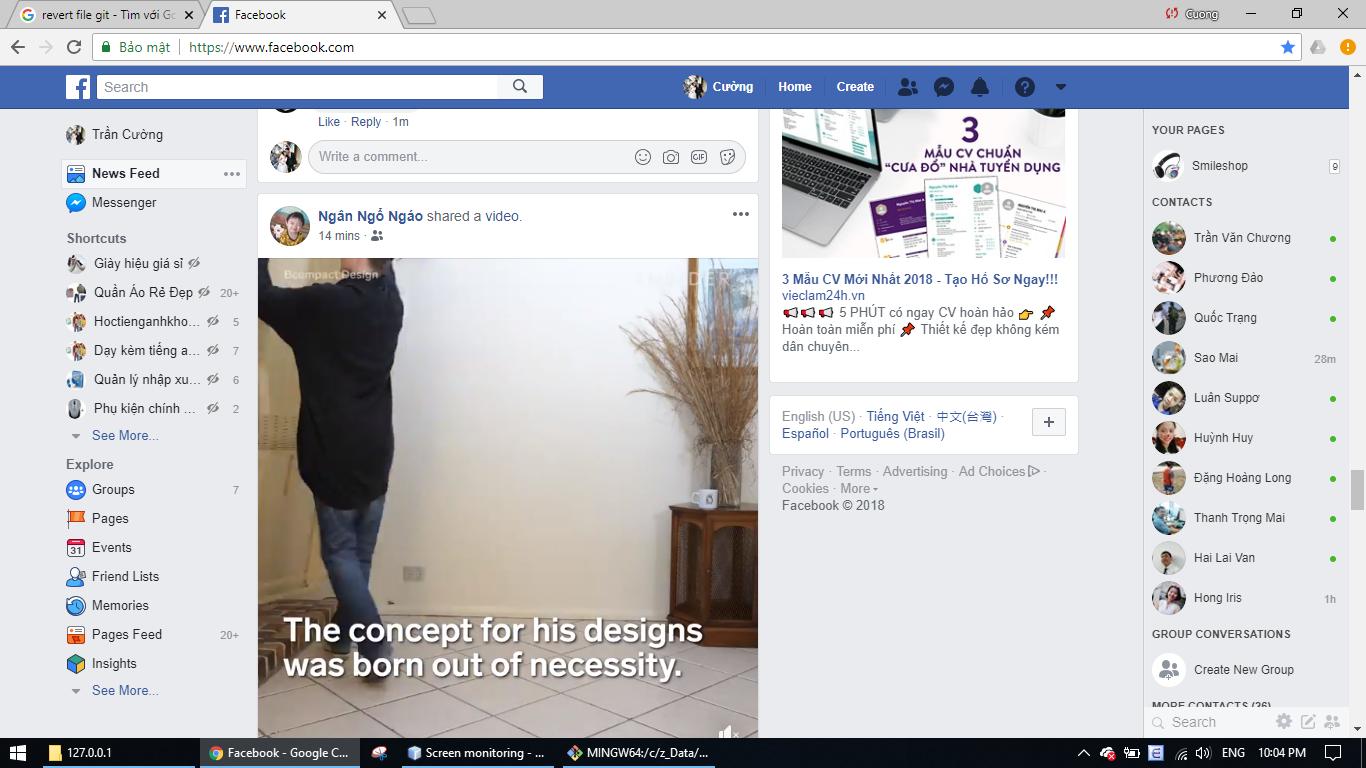 revert file git - Tìm với Go
Facebook
Cuong
Bảo mật
https://www.facebook.com
Search
Cường
Home
Create
Trần Cường
News Feed
Messenger
Shortcuts
Giày hiệu giá sỉ
Quần Áo Rẻ Đẹp 20+
Hoctienganhkho... 5
Dạy kèm tiếng a... 7
Quản lý nhập xu... 6
Phụ kiện chính ... 2
See More...
Explore
Groups 7
Pages
31 Events
Friend Lists
Memories
Pages Feed 20+
Insights
See More...
Like · Reply · 1m
Write a comment...
GIF
Ngân Ngổ Ngáo shared a video.
14 mins ·
Bcompact Design
The concept for his designs
was born out of necessity.
3
MẪU CV CHUẨN
“CƯA ĐỔ” NHÀ TUYỂN DỤNG
3 Mẫu CV Mới Nhất 2018 - Tạo Hồ Sơ Ngay!!!
vieclam24h.vn
📢📢📢 5 PHÚT có ngay CV hoàn hảo 👉 📌
Hoàn toàn miễn phí 📌 Thiết kế đẹp không kém
dân chuyên...
English (US) · Tiếng Việt · 中文(台灣) ·
Español · Português (Brasil)
Privacy · Terms · Advertising · Ad Choices ·
Cookies · More
Facebook © 2018
YOUR PAGES
Smileshop 9
CONTACTS
Trần Văn Chương
Phương Đào
Quốc Trạng
Sao Mai 28m
Luân Suppơ
Huỳnh Huy
Đặng Hoàng Long
Thanh Trọng Mai
Hai Lai Van
Hong Iris 1h
GROUP CONVERSATIONS
Create New Group
MORE CONTACTS (26)
Search
127.0.0.1
Facebook - Google C...
Screen monitoring - ...
MINGW64:/c/z_Data/...
ENG
10:04 PM